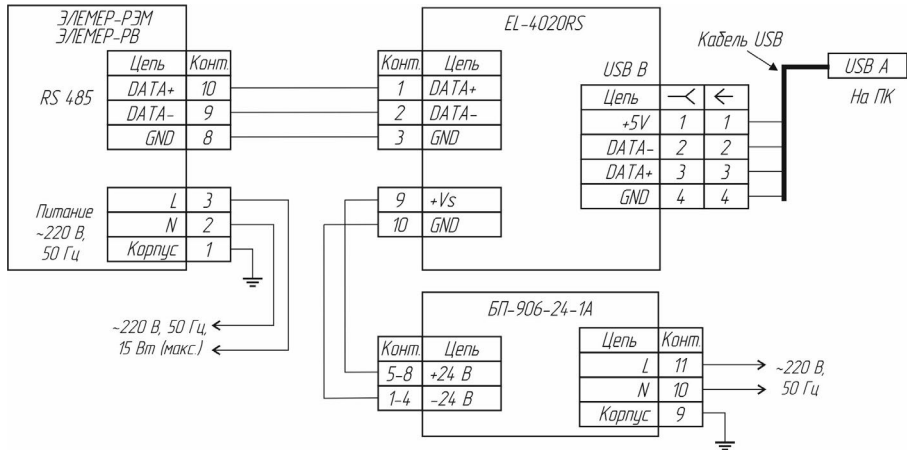 ЭЛЕМЕР-РЭМ
ЭЛЕМЕР-РВ
RS 485
Цепь Конт.
DATA+ 10
DATA- 9
GND 8
Питание
~220 В,
50 Гц
L 3
N 2
Корпус 1
~220 В, 50 Гц,
15 Вт (макс.)
EL-4020RS
Конт. Цепь
1 DATA+
2 DATA-
3 GND
9 +Vs
10 GND
USB B
Цепь
+5V 1 1
DATA- 2 2
DATA+ 3 3
GND 4 4
Кабель USB
USB A
На ПК
БП-906-24-1А
Конт. Цепь
5-8 +24 В
1-4 -24 В
Цепь Конт.
L 11
N 10
Корпус 9
~220 В,
50 Гц